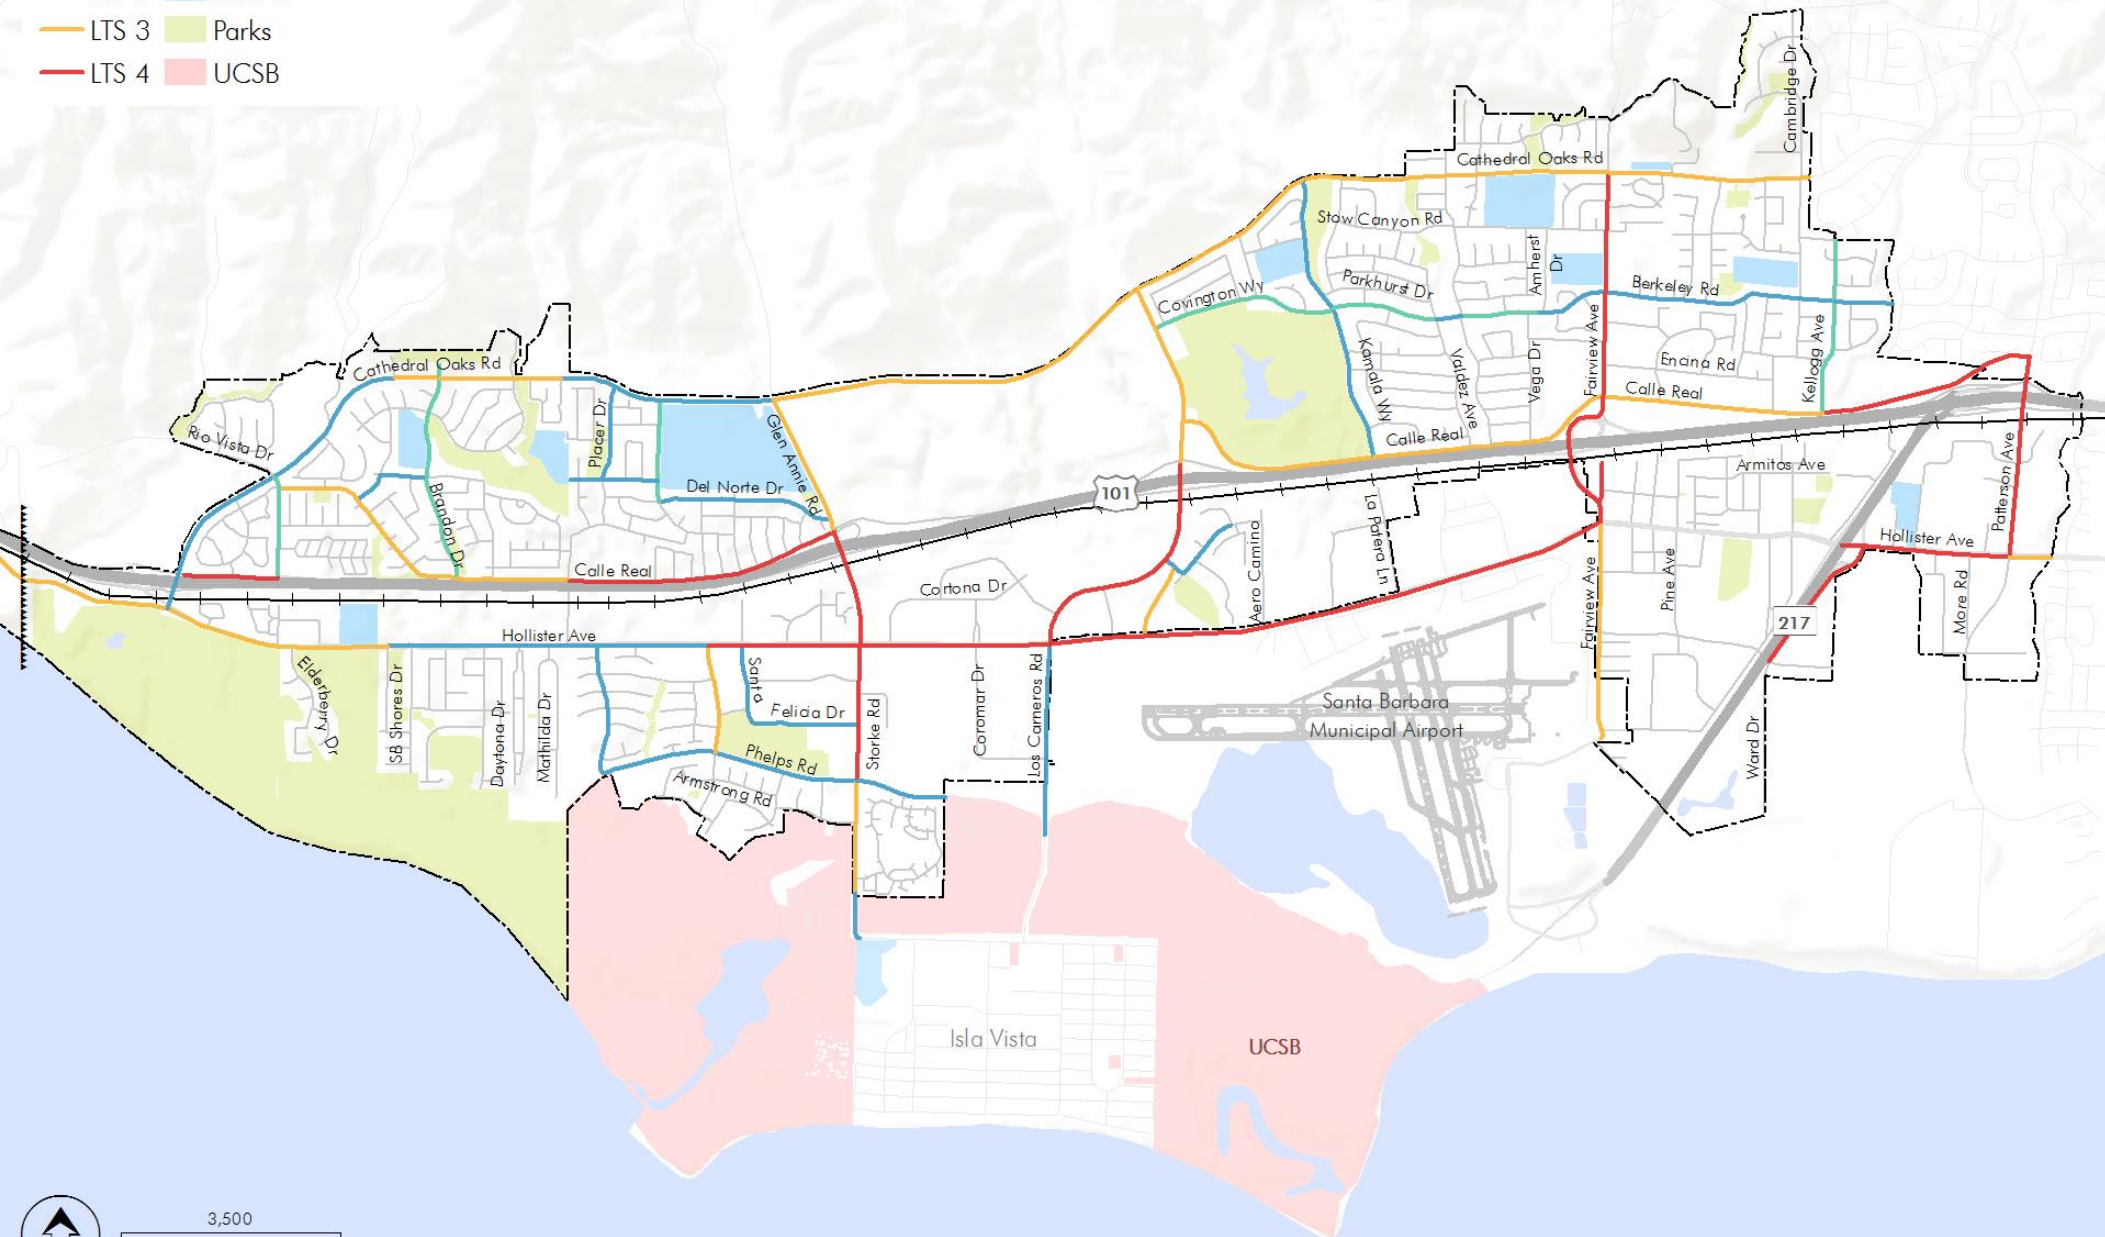 LTS 3
Parks
LTS 4
UCSB
Cambridge Dr
Cathedral Oaks Rd
Stow Canyon Rd
Amherst
Dr
Parkhurst Dr
Covington Wy
Berkeley Rd
Fairview Ave
Kellogg Ave
Kamala Wy
Valdez Ave
Vega Dr
Encina Rd
Calle Real
Calle Real
Cathedral Oaks Rd
Rio Vista Dr
Placer Dr
Glen Annie Rd
Del Norte Dr
Brandon Dr
101
Armitos Ave
Patterson Ave
La Patera Ln
Aero Camino
Hollister Ave
Calle Real
Cortona Dr
Fairview Ave
Pine Ave
More Rd
217
Hollister Ave
Elderberry Dr
SB Shores Dr
Daytona Dr
Mathilda Dr
Santa
Felicia Dr
Storke Rd
Coromar Dr
Los Carneros Rd
Santa Barbara
Municipal Airport
Phelps Rd
Armstrong Rd
Ward Dr
Isla Vista
UCSB
3,500